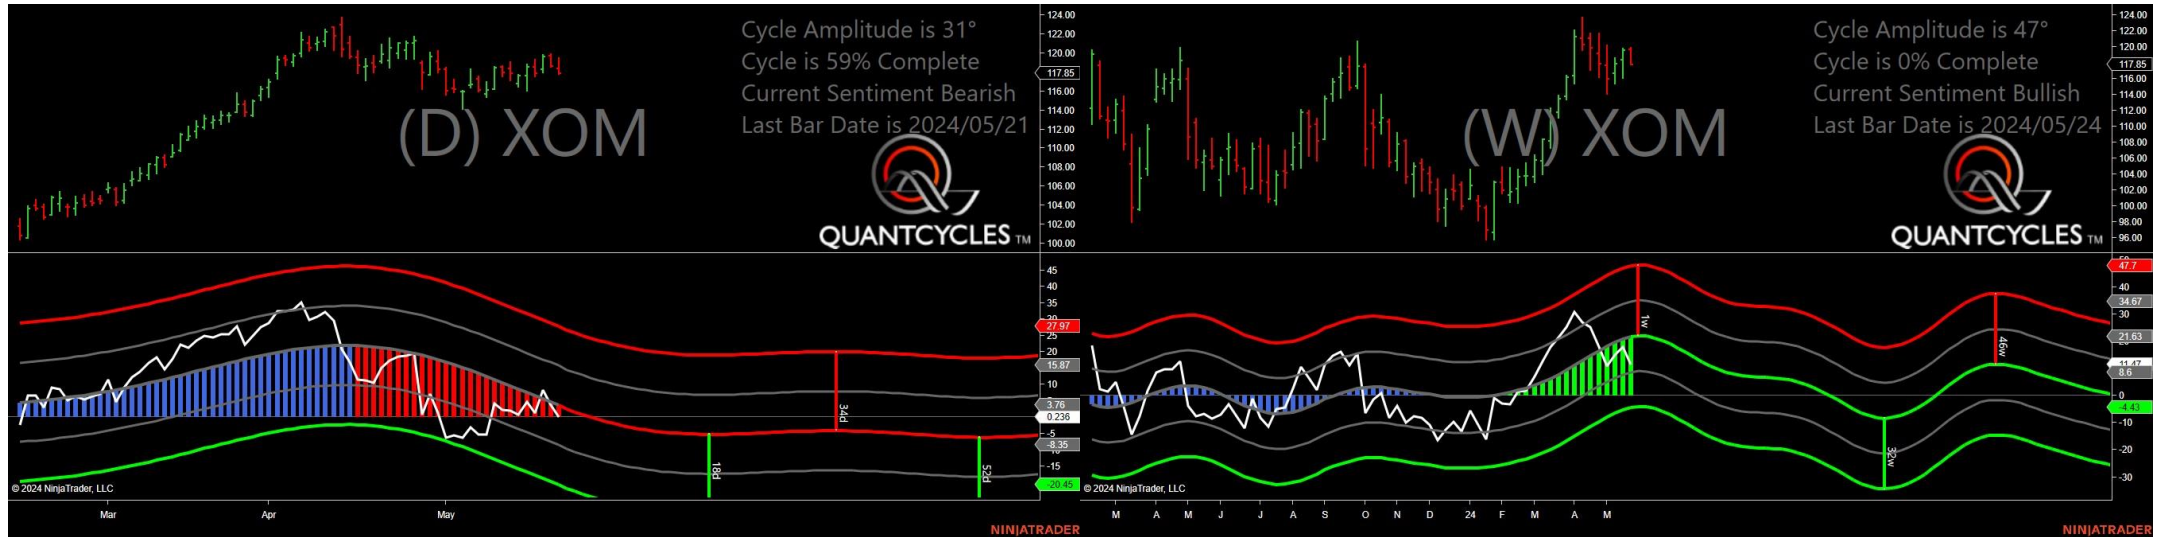 Cycle Amplitude is 31°
Cycle is 59% Complete
Current Sentiment Bearish
Last Bar Date is 2024/05/21
(D) XOM
QUANTCYCLES TM
124.00
122.00
120.00
117.85
116.00
114.00
112.00
110.00
108.00
106.00
104.00
102.00
100.00
45
40
35
30
27.97
25
20
15.87
10
3.76
0.236
-5
-8.35
-15
-20.45
34d
18d
52d
© 2024 NinjaTrader, LLC
Mar
Apr
May
NINJATRADER
Cycle Amplitude is 47°
Cycle is 0% Complete
Current Sentiment Bullish
Last Bar Date is 2024/05/24
(W) XOM
QUANTCYCLES TM
124.00
122.00
120.00
117.85
116.00
114.00
112.00
110.00
108.00
106.00
104.00
102.00
100.00
98.00
96.00
47.7
40
34.67
30
21.63
11.47
8.6
0
-4.43
-10
-20
-30
1w
46w
32w
© 2024 NinjaTrader, LLC
M A M J J A S O N D 24 F M A M
NINJATRADER